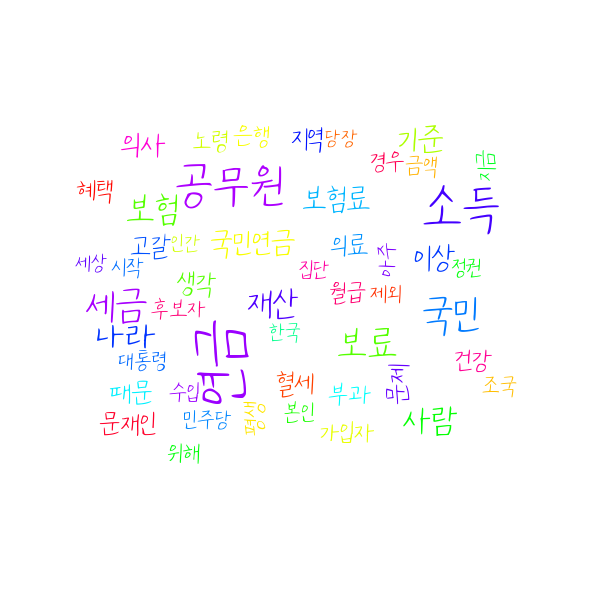 의사
노령
은행
지역
당장
기준
경우
금액
지금
혜택
보험
공무원
보험료
소득
고갈
인간
국민연금
의료
이상
정권
세상
시작
생각
집단
월급
제외
세금
후보자
재산
국민
나라
연금
한국
보료
건강
대통령
때문
수입
혈세
부과
문제
조국
문재인
민주당
평생
본인
가입자
사람
위해